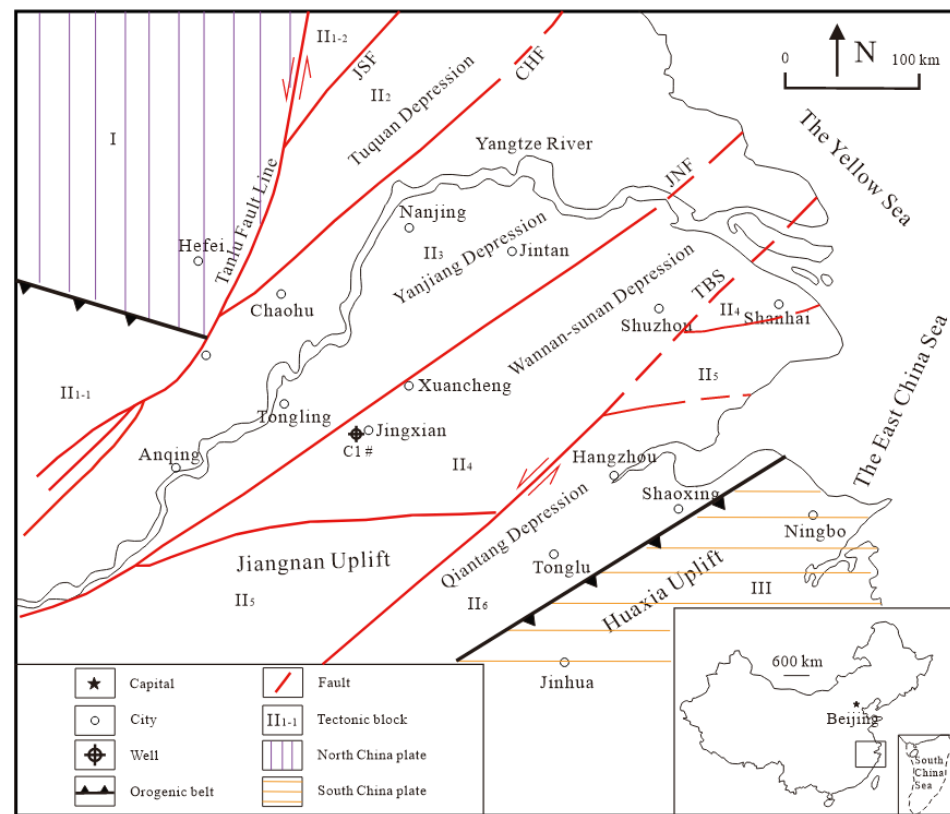 II1-2
JSF
II2
CHF
Tuquan Depression
0
100 km
N
I
Yangtze River
The Yellow Sea
JNF
Tanlu Fault Line
Nanjing
Hefei
II3
Jintan
Yanjiang Depression
Chaohu
Wannan-sunan Depression
TBS
II4
Shuzhou
Shanhai
II1-1
Xuancheng
II5
Tongling
The East China Sea
Jingxian
C1 #
Anqing
II4
Hangzhou
Shaoxing
Ningbo
Qiantang Depression
Jiangnan Uplift
Tonglu
Huaxia Uplift
III
II5
II6
Jinhua
Capital
Fault
City
II1-1
Tectonic block
Well
North China plate
Orogenic belt
South China plate
600 km
Beijing
South
China
Sea